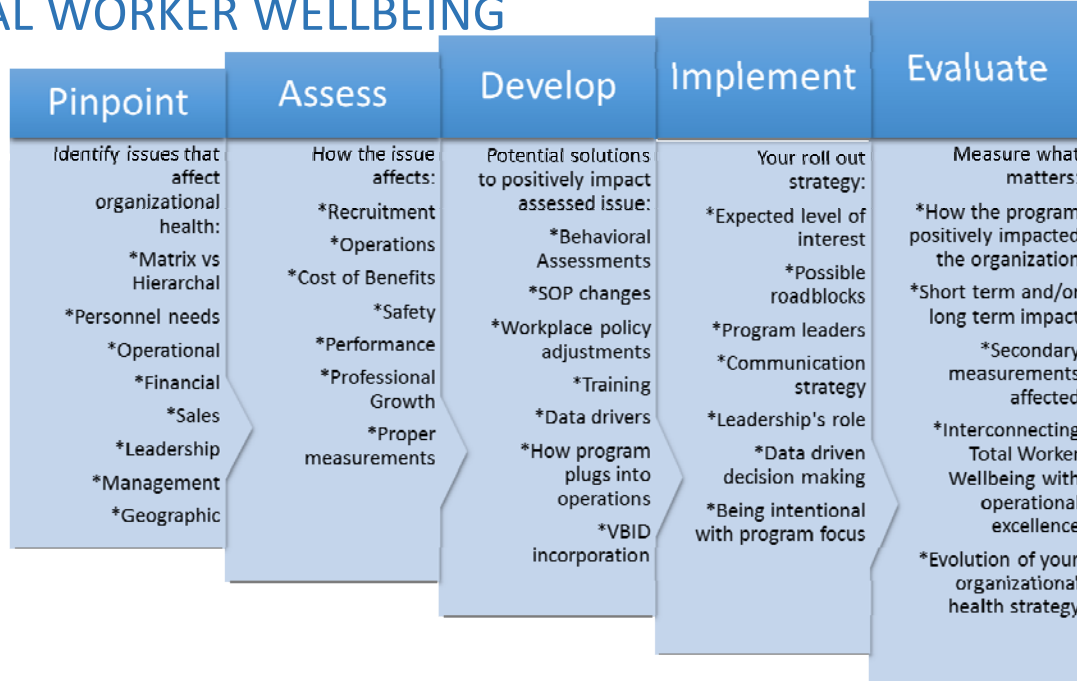 AL WORKER WELLBEING
Pinpoint
Identify issues that
affect
organizational
health:
*Matrix vs
Hierarchal
*Personnel needs
*Operational
*Financial
*Sales
*Leadership
*Management
*Geographic
Assess
How the issue
affects:
*Recruitment
*Operations
*Cost of Benefits
*Safety
*Performance
*Professional
Growth
*Proper
measurements
Develop
Potential solutions
to positively impact
assessed issue:
*Behavioral
Assessments
*SOP changes
*Workplace policy
adjustments
*Training
*Data drivers
*How program
plugs into
operations
*VBID
incorporation
Implement
Your roll out
strategy:
*Expected level of
interest
*Possible
roadblocks
*Program leaders
*Communication
strategy
*Leadership's role
*Data driven
decision making
*Being intentional
with program focus
Evaluate
Measure what
matters:
*How the program
positively impacted
the organization
*Short term and/or
long term impact
*Secondary
measurements
affected
*Interconnecting
Total Worker
Wellbeing with
operational
excellence
*Evolution of your
organizational
health strategy